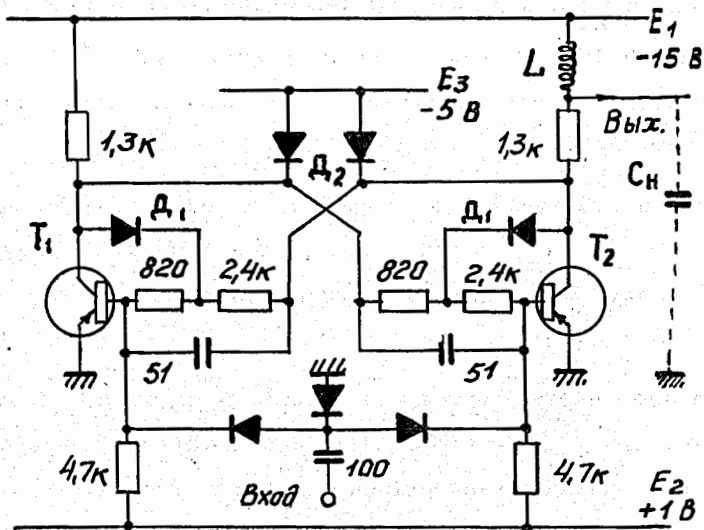 E1
-15 В
L
E3
-5 В
1,3к
1,3к
Вых.
Д2
Cн
Д1
Д1
T1
T2
820
2,4к
820
2,4к
51
51
4,7к
100
4,7к
Вход
E2
+1 В